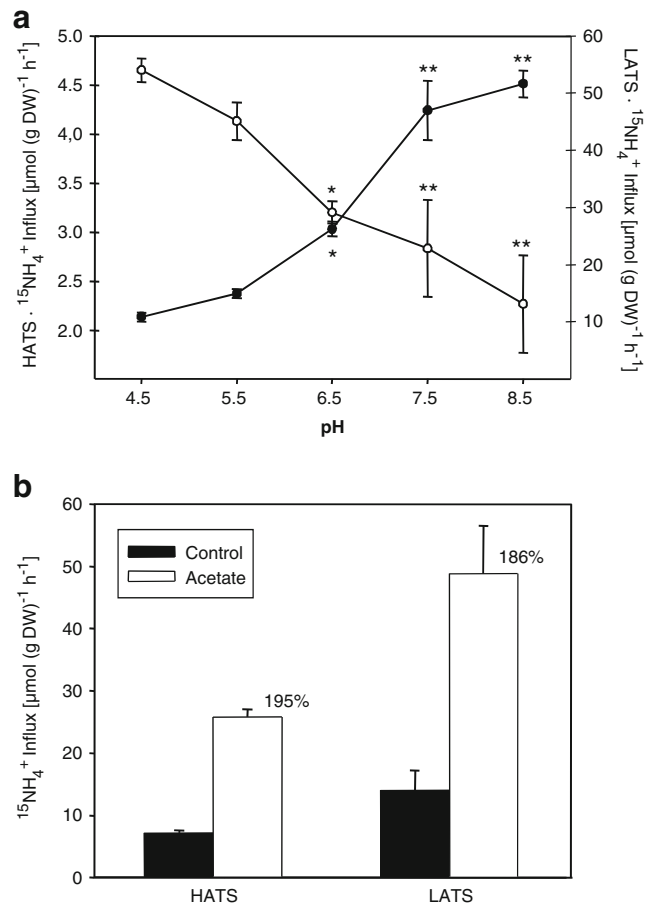 a
HATS · ¹⁵NH₄⁺ Influx [µmol (g DW)⁻¹ h⁻¹]
5.0
4.5
4.0
3.5
3.0
2.5
2.0
**
**
*
**
*
**
60
50
40
30
20
10
LATS · ¹⁵NH₄⁺ Influx [µmol (g DW)⁻¹ h⁻¹]
4.5 5.5 6.5 7.5 8.5
pH
b
¹⁵NH₄⁺ Influx [µmol (g DW)⁻¹ h⁻¹]
60
50
40
30
20
10
0
Control
Acetate
186%
195%
HATS LATS